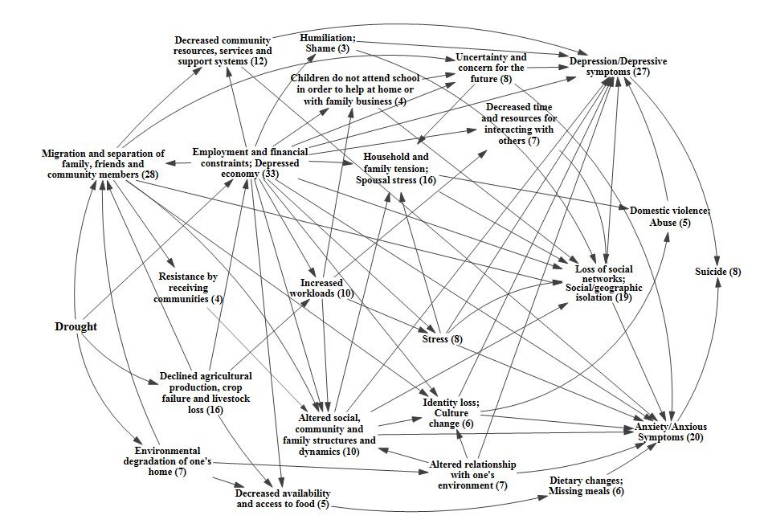 Decreased community
resources, services and
support systems (12)
Humiliation;
Shame (3)
Uncertainty and
concern for the
future (8)
Depression/Depressive
symptoms (27)
Children do not attend school
in order to help at home or
with family business (4)
Decreased time
and resources for
interacting with
others (7)
Migration and separation of
family, friends and
community members (28)
Employment and financial
constraints; Depressed
economy (33)
Household and
family tension;
Spousal stress (16)
Domestic violence;
Abuse (5)
Suicide (8)
Resistance by
receiving
communities (4)
Increased
workloads (10)
Loss of social
networks;
Social/geographic
isolation (19)
Drought
Stress (8)
Declined agricultural
production, crop
failure and livestock
loss (16)
Altered social,
community and
family structures and
dynamics (10)
Identity loss;
Culture
change (6)
Anxiety/Anxious
Symptoms (20)
Environmental
degradation of one's
home (7)
Altered relationship
with one's
environment (7)
Decreased availability
and access to food (5)
Dietary changes;
Missing meals (6)